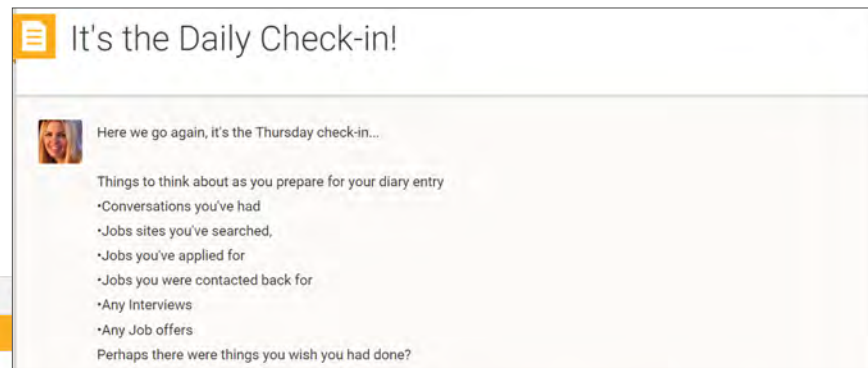 It's the Daily Check-in!
Here we go again, it's the Thursday check-in...
Things to think about as you prepare for your diary entry
•Conversations you've had
•Jobs sites you've searched,
•Jobs you've applied for
•Jobs you were contacted back for
•Any Interviews
•Any Job offers
Perhaps there were things you wish you had done?